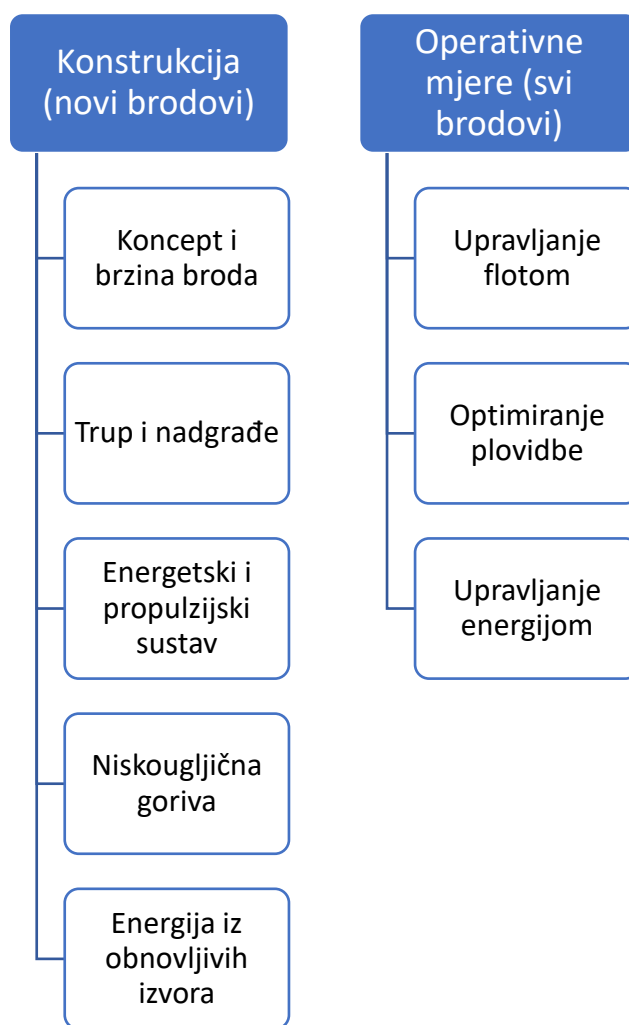 Konstrukcija
(novi brodovi)
Koncept i
brzina broda
Trup i nadgrađe
Energetski i
propulzijski
sustav
Niskougljična
goriva
Energija iz
obnovljivih
izvora
Operativne
mjere (svi
brodovi)
Upravljanje
flotom
Optimiranje
plovidbe
Upravljanje
energijom